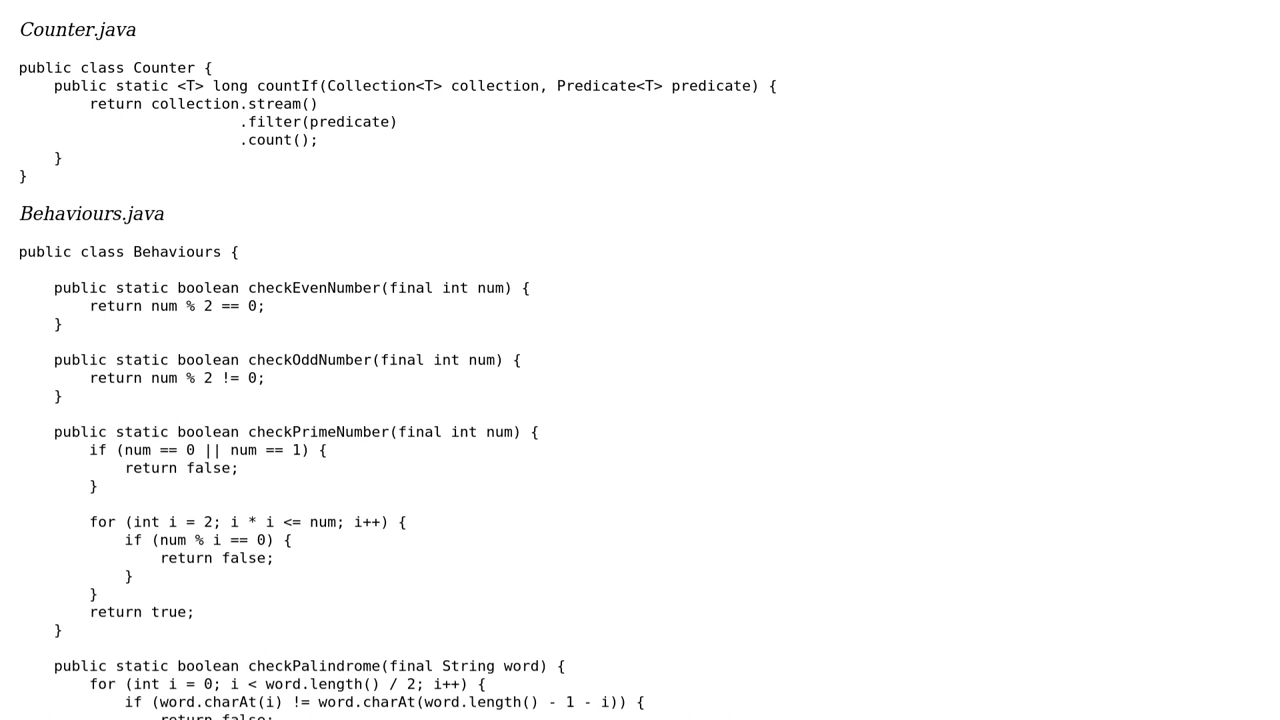 Counter.java
public class Counter {
    public static <T> long countIf(Collection<T> collection, Predicate<T> predicate) {
        return collection.stream()
                         .filter(predicate)
                         .count();
    }
}
Behaviours.java
public class Behaviours {
    public static boolean checkEvenNumber(final int num) {
        return num % 2 == 0;
    }
    public static boolean checkOddNumber(final int num) {
        return num % 2 != 0;
    }
    public static boolean checkPrimeNumber(final int num) {
        if (num == 0 || num == 1) {
            return false;
        }
        for (int i = 2; i * i <= num; i++) {
            if (num % i == 0) {
                return false;
            }
        }
        return true;
    }
    public static boolean checkPalindrome(final String word) {
        for (int i = 0; i < word.length() / 2; i++) {
            if (word.charAt(i) != word.charAt(word.length() - 1 - i)) {
                return false;